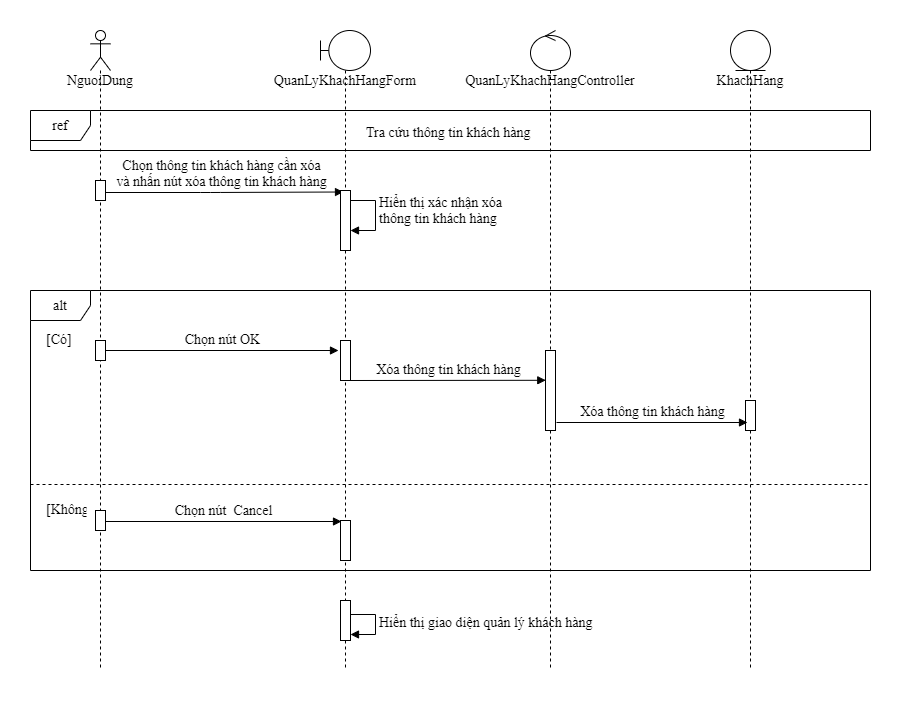 NguoiDung
QuanLyKhachHangForm
QuanLyKhachHangController
KhachHang
ref
Tra cứu thông tin khách hàng
Chọn thông tin khách hàng cần xóa
và nhấn nút xóa thông tin khách hàng
Hiển thị xác nhận xóa
thông tin khách hàng
alt
[Có]
Chọn nút OK
Xóa thông tin khách hàng
Xóa thông tin khách hàng
[Không
Chọn nút Cancel
Hiển thị giao diện quản lý khách hàng